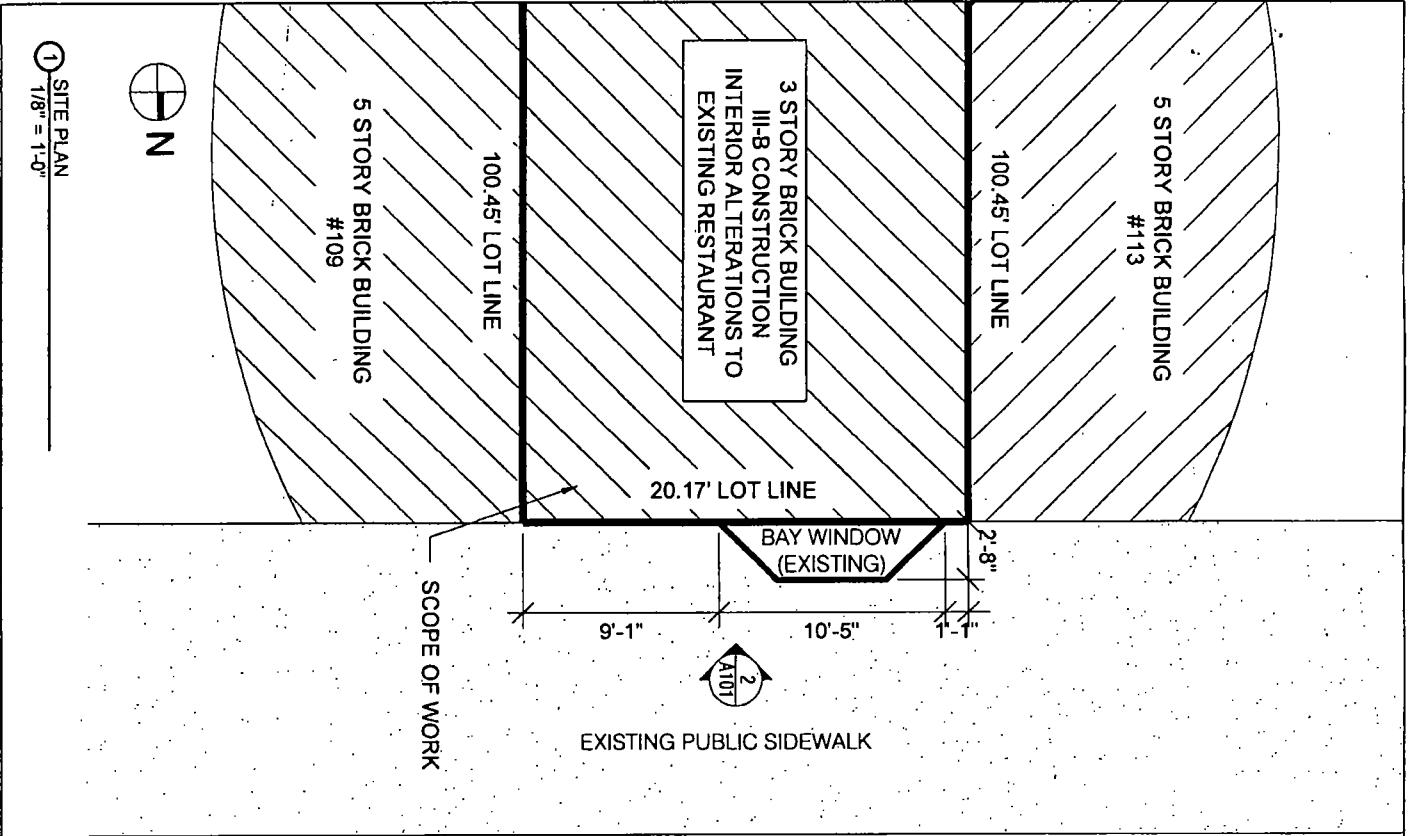 5 STORY BRICK BUILDING
#113
100.45' LOT LINE
3 STORY BRICK BUILDING
III-B CONSTRUCTION
INTERIOR ALTERATIONS TO
EXISTING RESTAURANT
100.45' LOT LINE
5 STORY BRICK BUILDING
#109
N
1
SITE PLAN
1/8" = 1'-0"
20.17' LOT LINE
BAY WINDOW
(EXISTING)
2'-8"
9'-1"
10'-5"
1'-1"
SCOPE OF WORK
2
A101
EXISTING PUBLIC SIDEWALK